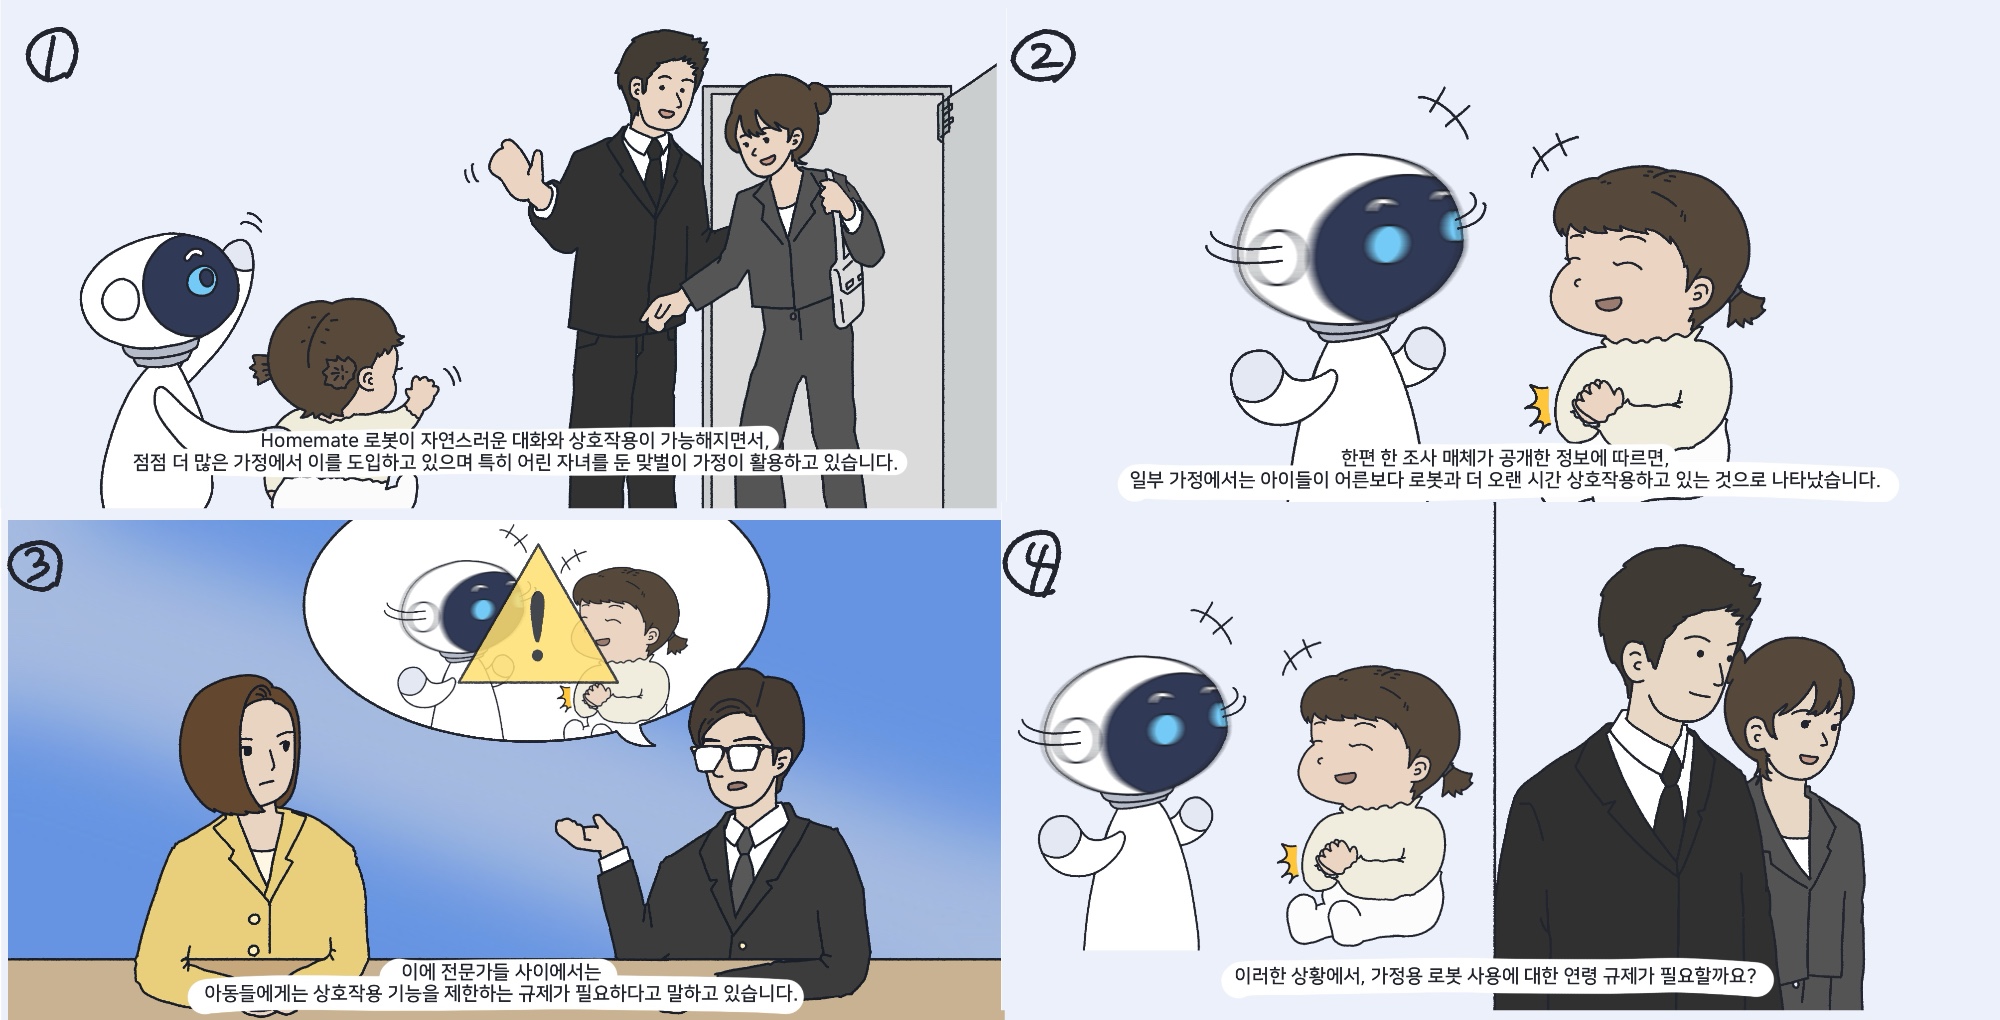 ①
Homemate 로봇이 자연스러운 대화와 상호작용이 가능해지면서,
점점 더 많은 가정에서 이를 도입하고 있으며 특히 어린 자녀를 둔 맞벌이 가정이 활용하고 있습니다.
②
한편 한 조사 매체가 공개한 정보에 따르면,
일부 가정에서는 아이들이 어른보다 로봇과 더 오랜 시간 상호작용하고 있는 것으로 나타났습니다.
③
!
이에 전문가들 사이에서는
아동들에게는 상호작용 기능을 제한하는 규제가 필요하다고 말하고 있습니다.
④
이러한 상황에서, 가정용 로봇 사용에 대한 연령 규제가 필요할까요?